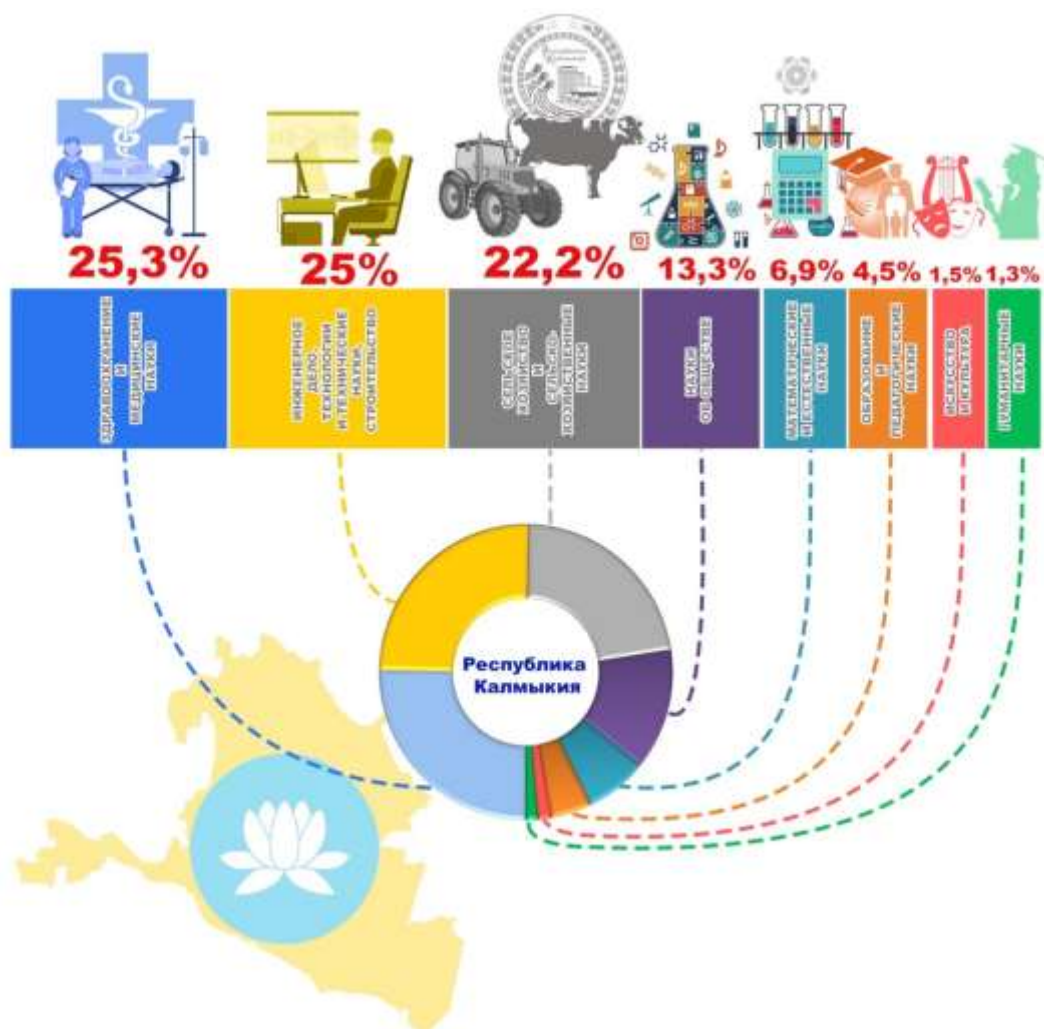 25,3%
25%
22,2%
13,3%
6,9%
4,5%
1,5%
1,3%
ЗДРАВООХРАНЕНИЕ
И
МЕДИЦИНСКИЕ
НАУКИ
ИНЖЕНЕРНОЕ
ДЕЛО,
ТЕХНОЛОГИИ
И ТЕХНИЧЕСКИЕ
НАУКИ,
СТРОИТЕЛЬСТВО
СЕЛЬСКОЕ
ХОЗЯЙСТВО
И
СЕЛЬСКО-
ХОЗЯЙСТВЕННЫЕ
НАУКИ
НАУКИ
ОБ ОБЩЕСТВЕ
МАТЕМАТИЧЕСКИЕ
И ЕСТЕСТВЕННЫЕ
НАУКИ
ОБРАЗОВАНИЕ
И
ПЕДАГОГИЧЕСКИЕ
НАУКИ
ИСКУССТВО
И КУЛЬТУРА
ГУМАНИТАРНЫЕ
НАУКИ
Республика
Калмыкия